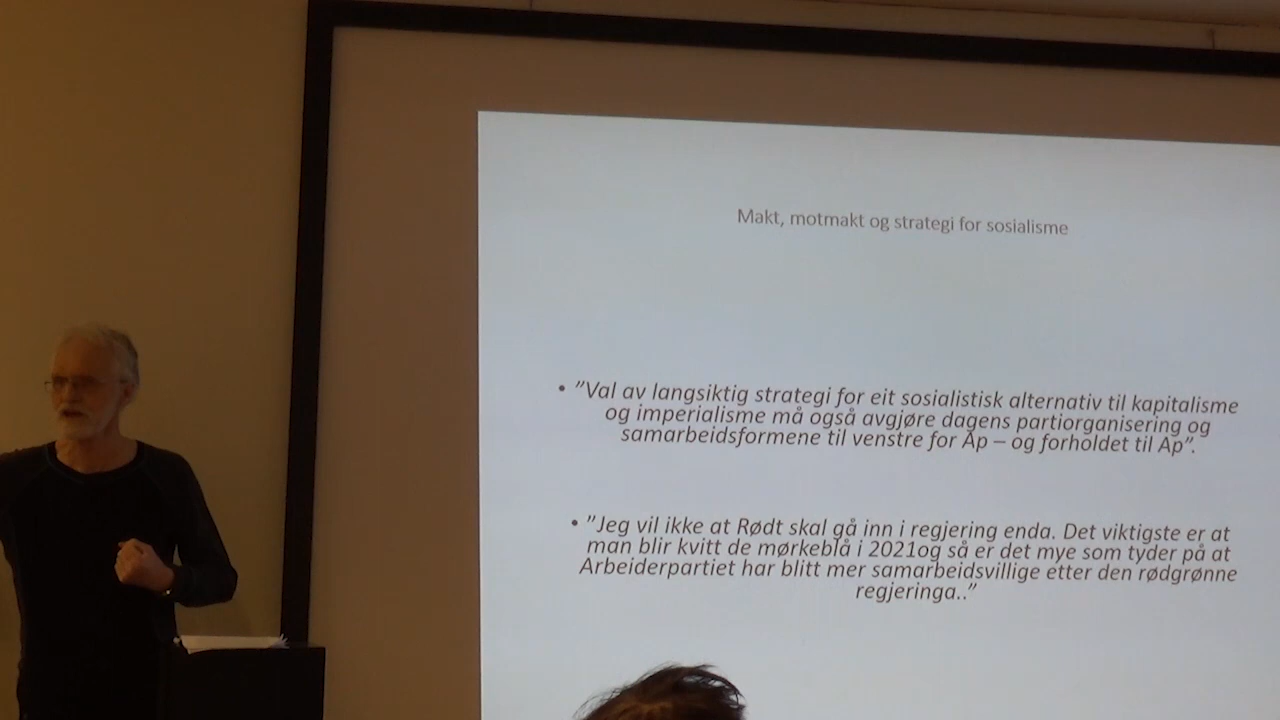 Makt, motmakt og strategi for sosialisme
• ”Val av langsiktig strategi for eit sosialistisk alternativ til kapitalisme
og imperialisme må også avgjøre dagens partiorganisering og
samarbeidsformene til venstre for Ap – og forholdet til Ap”.
• ”Jeg vil ikke at Rødt skal gå inn i regjering enda. Det viktigste er at
man blir kvitt de mørkeblå i 2021og så er det mye som tyder på at
Arbeiderpartiet har blitt mer samarbeidsvillige etter den rødgrønne
regjeringa..”